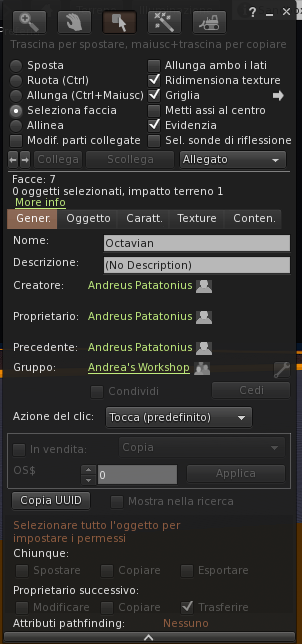 ?
Trascina per spostare, maiusc+trascina per copiare
Sposta
Allunga ambo i lati
Ruota (Ctrl)
Ridimensiona texture
Allunga (Ctrl+Maiusc)
Griglia
Seleziona faccia
Metti assi al centro
Allinea
Evidenzia
Modif. parti collegate
Sel. sonde di riflessione
Collega
Scollega
Allegato
Facce: 7
0 oggetti selezionati, impatto terreno 1
More info
Gener.
Oggetto
Caratt.
Texture
Conten.
Nome:
Octavian
Descrizione:
(No Description)
Creatore:
Andreus Patatonius
Proprietario:
Andreus Patatonius
Precedente:
Andreus Patatonius
Gruppo:
Andrea's Workshop
Condividi
Cedi
Azione del clic:
Tocca (predefinito)
In vendita:
Copia
OS$
0
Applica
Copia UUID
Mostra nella ricerca
Selezionare tutto l'oggetto per
impostare i permessi
Chiunque:
Spostare
Copiare
Esportare
Proprietario successivo:
Modificare
Copiare
Trasferire
Attributi pathfinding:
Nessuno